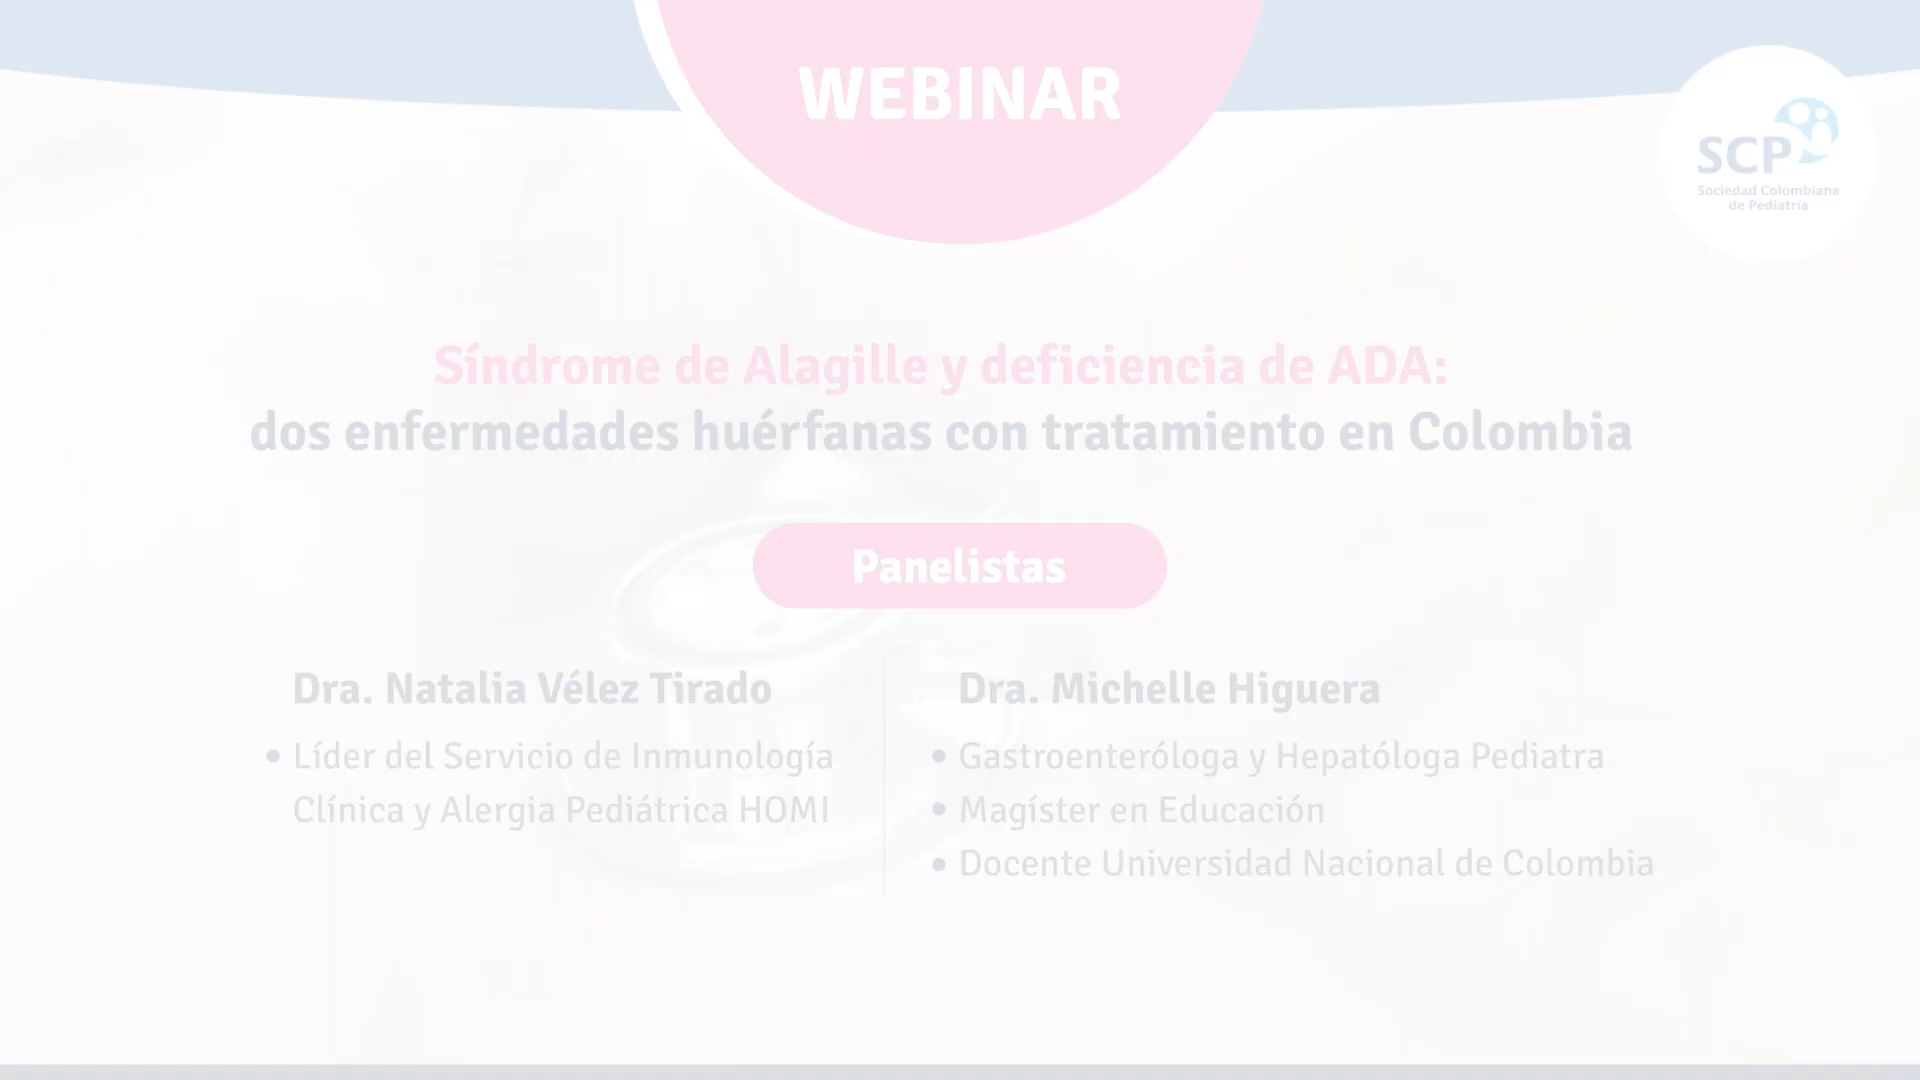 WEBINAR
SCP
Sociedad Colombiana
de Pediatría
Síndrome de Alagille y deficiencia de ADA:
dos enfermedades huérfanas con tratamiento en Colombia
Panelistas
Dra. Natalia Vélez Tirado
• Líder del Servicio de Inmunología
Clínica y Alergia Pediátrica HOMI
Dra. Michelle Higuera
• Gastroenteróloga y Hepatóloga Pediatra
• Magíster en Educación
• Docente Universidad Nacional de Colombia